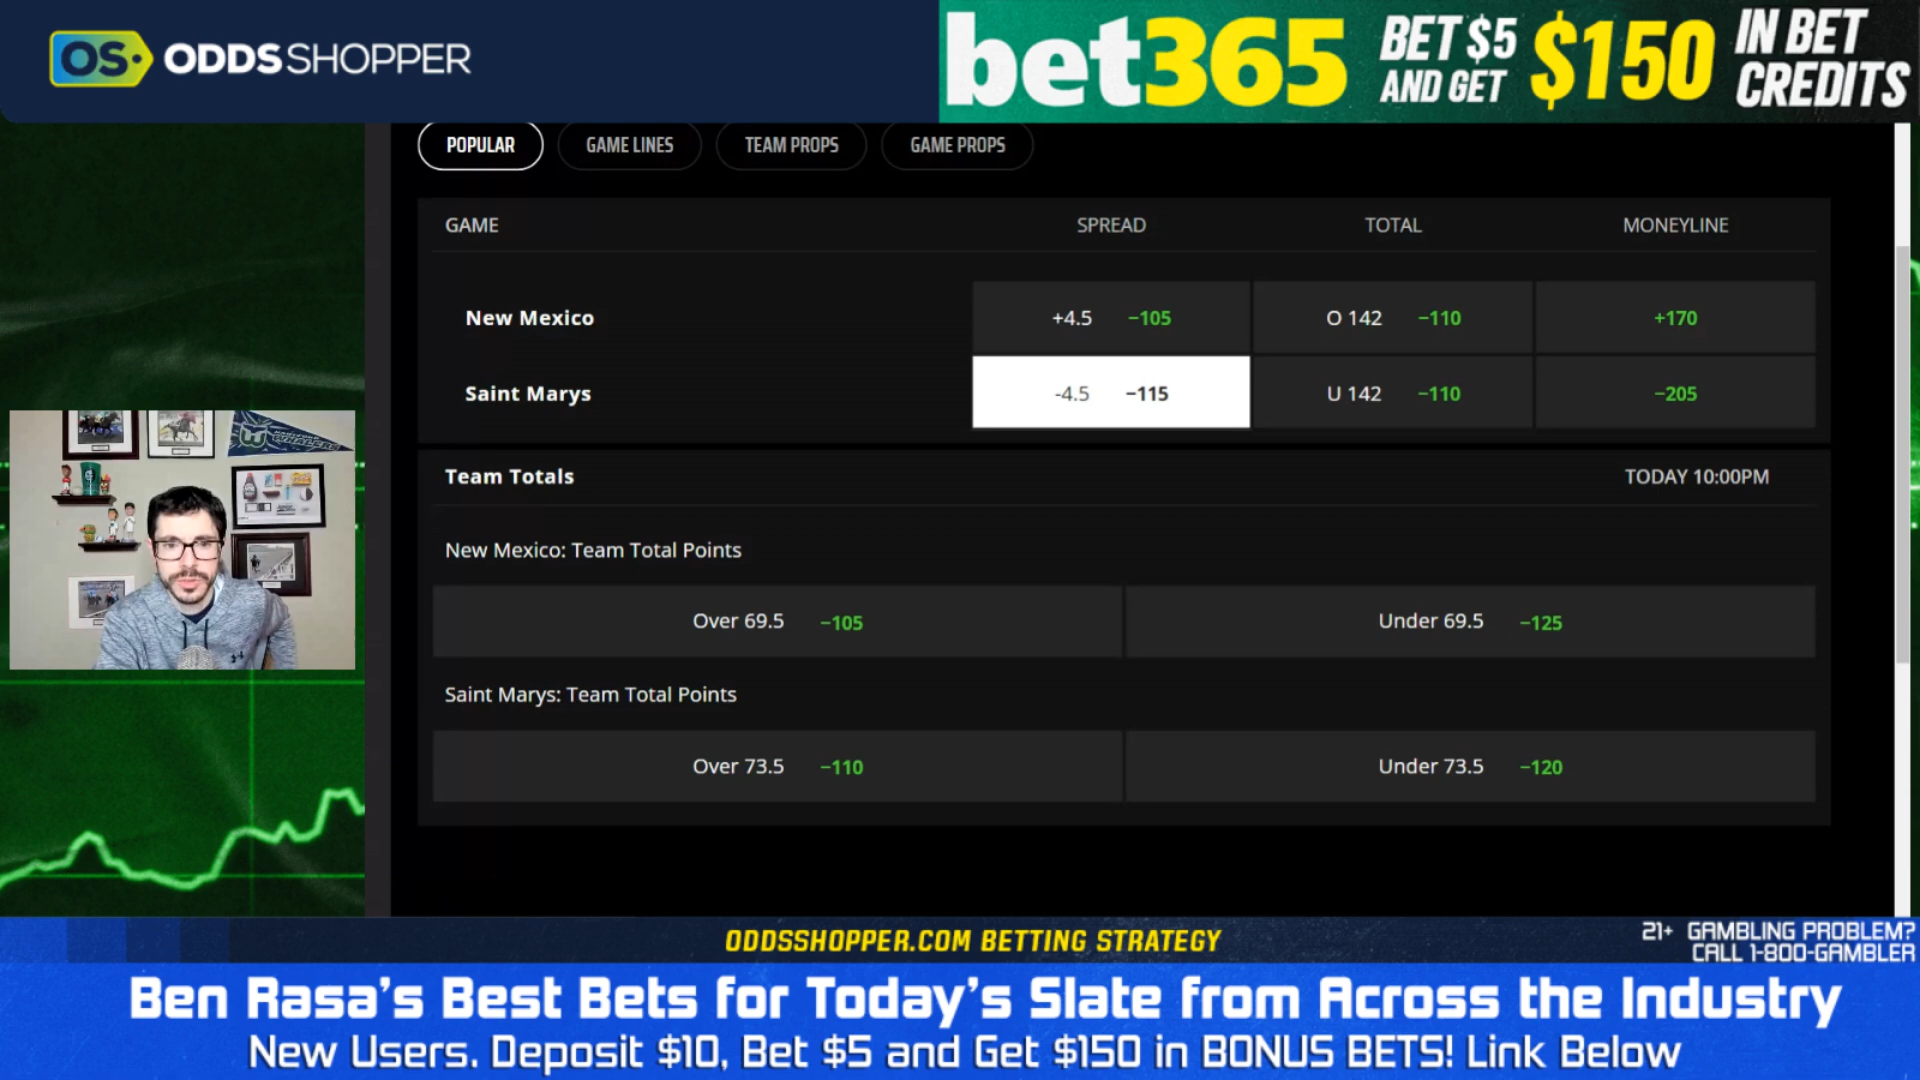 OS ODDSSHOPPER
bet365 BET $5 AND GET $150 IN BET CREDITS
POPULAR GAME LINES TEAM PROPS GAME PROPS
GAME SPREAD TOTAL MONEYLINE
New Mexico +4.5 −105 O 142 −110 +170
Saint Marys -4.5 −115 U 142 −110 −205
Team Totals TODAY 10:00PM
New Mexico: Team Total Points
Over 69.5 −105 Under 69.5 −125
Saint Marys: Team Total Points
Over 73.5 −110 Under 73.5 −120
WHALERS
ODDSSHOPPER.COM BETTING STRATEGY
21+ GAMBLING PROBLEM?
CALL 1-800-GAMBLER
Ben Rasa's Best Bets for Today's Slate from Across the Industry
New Users. Deposit $10, Bet $5 and Get $150 in BONUS BETS! Link Below